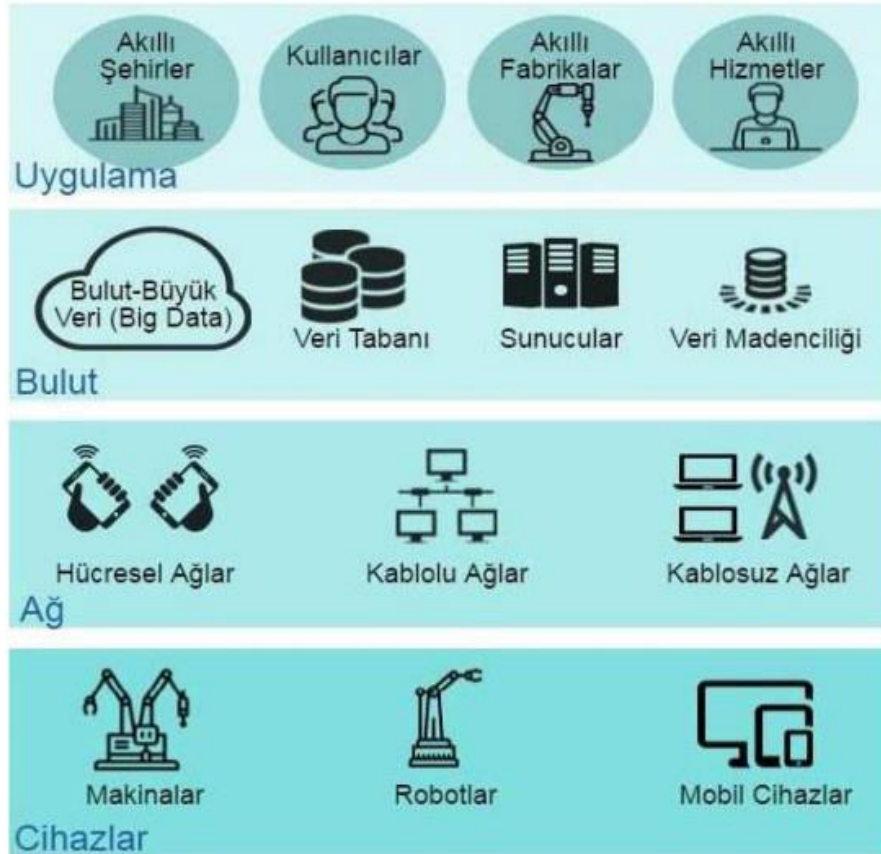 Akıllı
Şehirler
Kullanıcılar
Akıllı
Fabrikalar
Akıllı
Hizmetler
Uygulama
Bulut-Büyük
Veri (Big Data)
Veri Tabanı
Sunucular
Veri Madenciliği
Bulut
Hücresel Ağlar
Kablolu Ağlar
Kablosuz Ağlar
Ağ
Makinalar
Robotlar
Mobil Cihazlar
Cihazlar